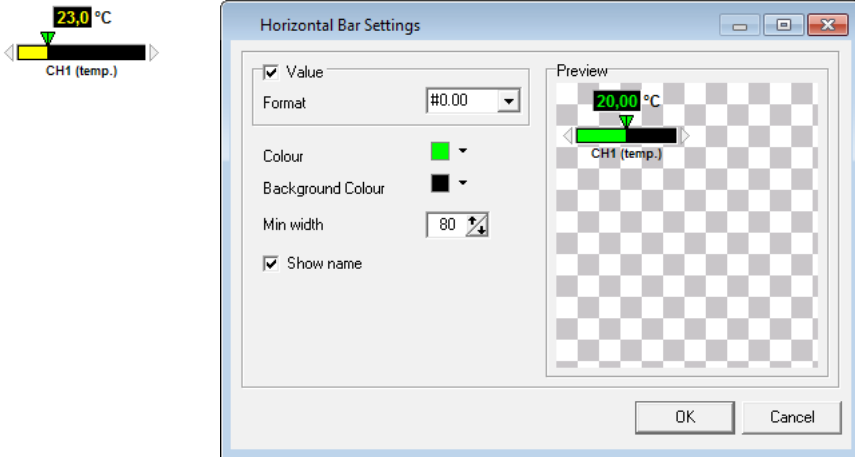 23,0 °C
CH1 (temp.)
Horizontal Bar Settings
Value
Format
#0.00
Colour
Background Colour
Min width
80
Show name
Preview
20,00 °C
CH1 (temp.)
OK
Cancel